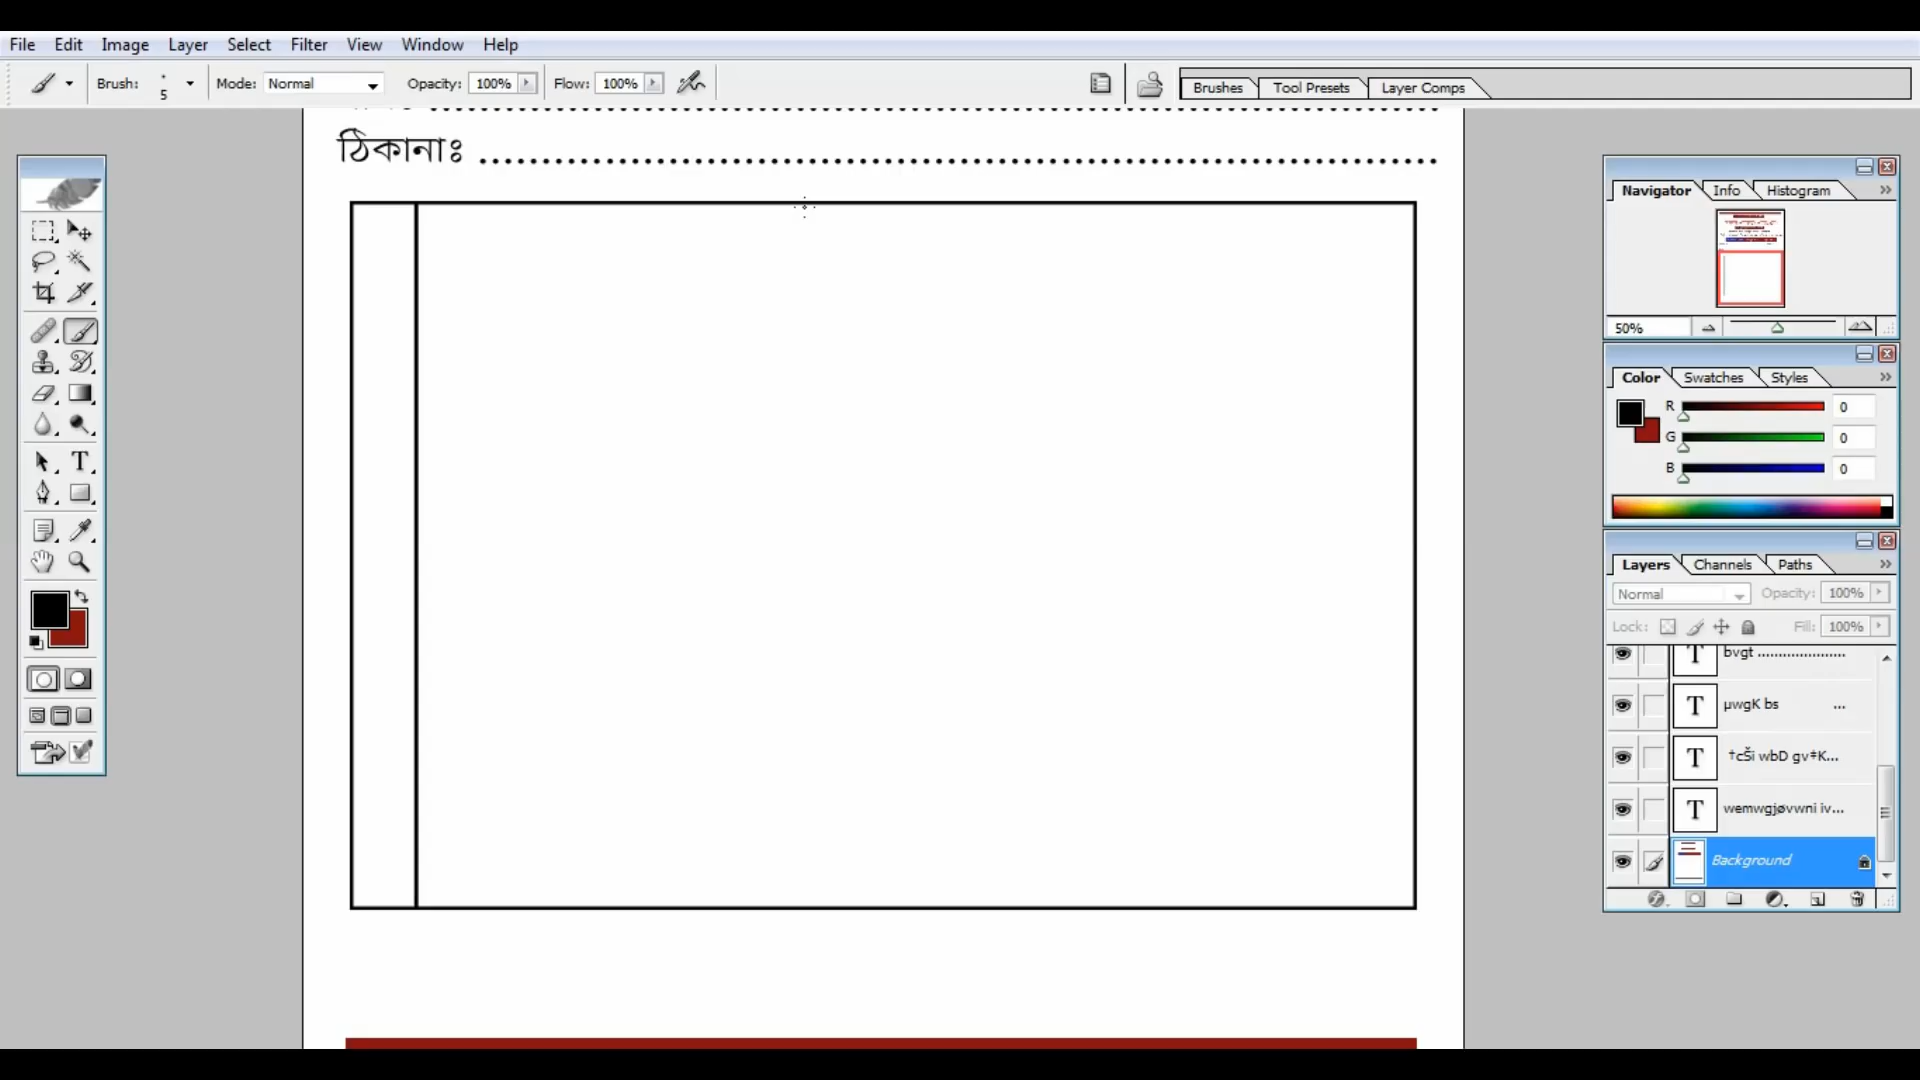 File Edit Image Layer Select Filter View Window Help
Brush: 5 Mode: Normal Opacity: 100% Flow: 100% Brushes Tool Presets Layer Comps
ঠিকানাঃ ................................................................................
Navigator Info Histogram
50%
Color Swatches Styles
R 0
G 0
B 0
Layers Channels Paths
Normal Opacity: 100%
Lock: Fill: 100%
T bvgt .....................
T µwgK bs ...
T †cŠi wbD gv‡K...
T wemwgjøvwni iv...
Background
T